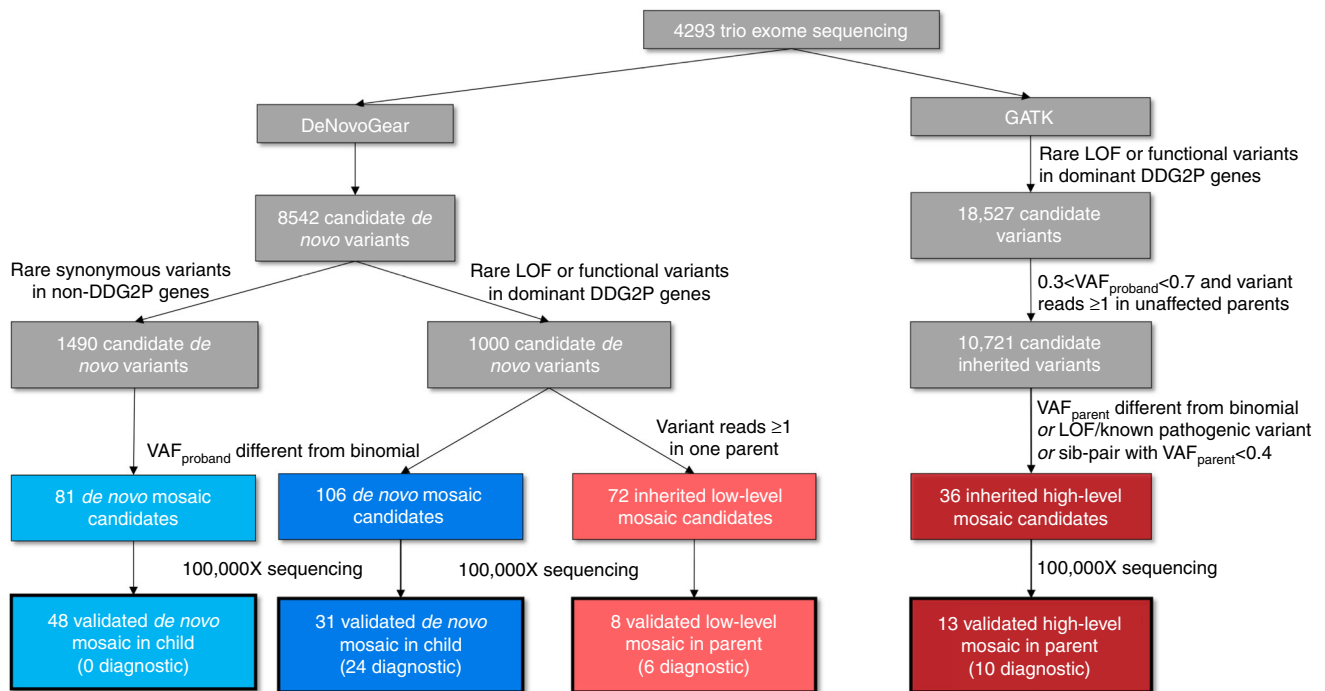 4293 trio exome sequencing
DeNovoGear
GATK
Rare LOF or functional variants
in dominant DDG2P genes
8542 candidate de
novo variants
18,527 candidate
variants
Rare synonymous variants
in non-DDG2P genes
Rare LOF or functional variants
in dominant DDG2P genes
0.3<VAFproband<0.7 and variant
reads ≥1 in unaffected parents
1490 candidate de
novo variants
1000 candidate de
novo variants
10,721 candidate
inherited variants
VAFproband different from binomial
Variant reads ≥1
in one parent
VAFparent different from binomial
or LOF/known pathogenic variant
or sib-pair with VAFparent<0.4
81 de novo mosaic
candidates
106 de novo mosaic
candidates
72 inherited low-level
mosaic candidates
36 inherited high-level
mosaic candidates
100,000X sequencing
100,000X sequencing
100,000X sequencing
48 validated de novo
mosaic in child
(0 diagnostic)
31 validated de novo
mosaic in child
(24 diagnostic)
8 validated low-level
mosaic in parent
(6 diagnostic)
13 validated high-level
mosaic in parent
(10 diagnostic)